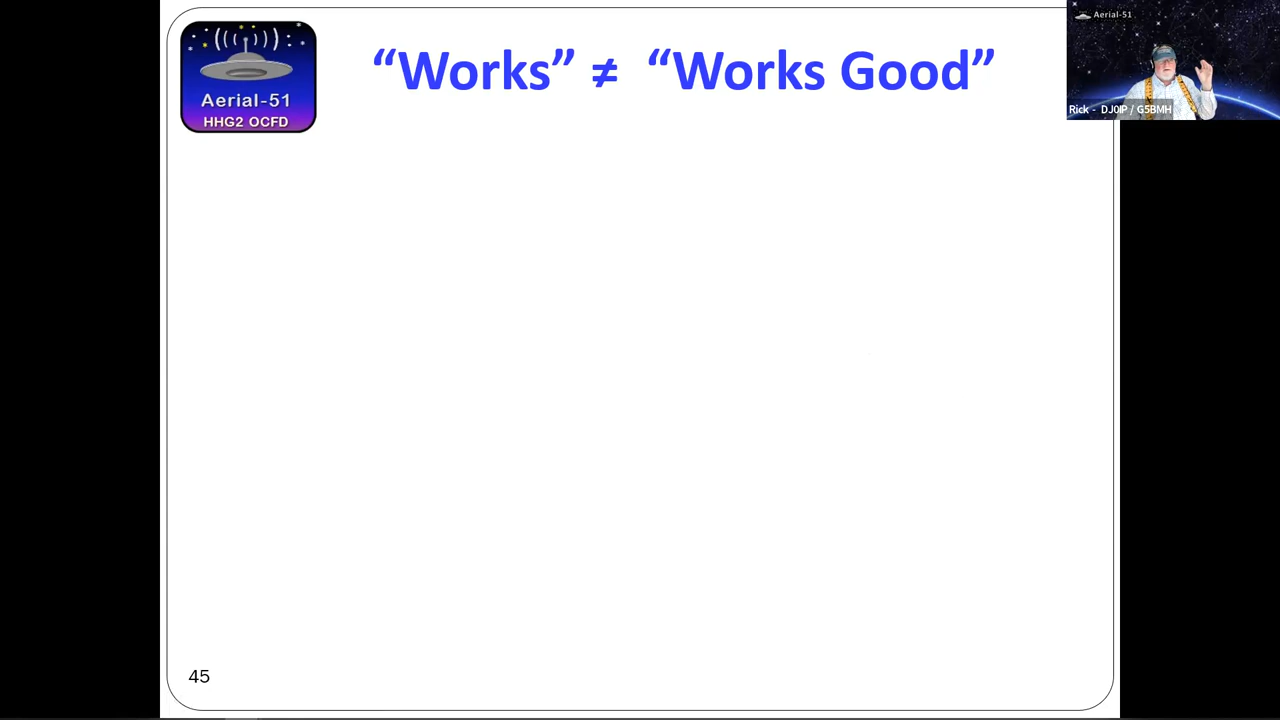 “Works” ≠ “Works Good”
Aerial-51
HHG2 OCFD
Aerial-51
Rick - DJ0IP / G5BMH
45